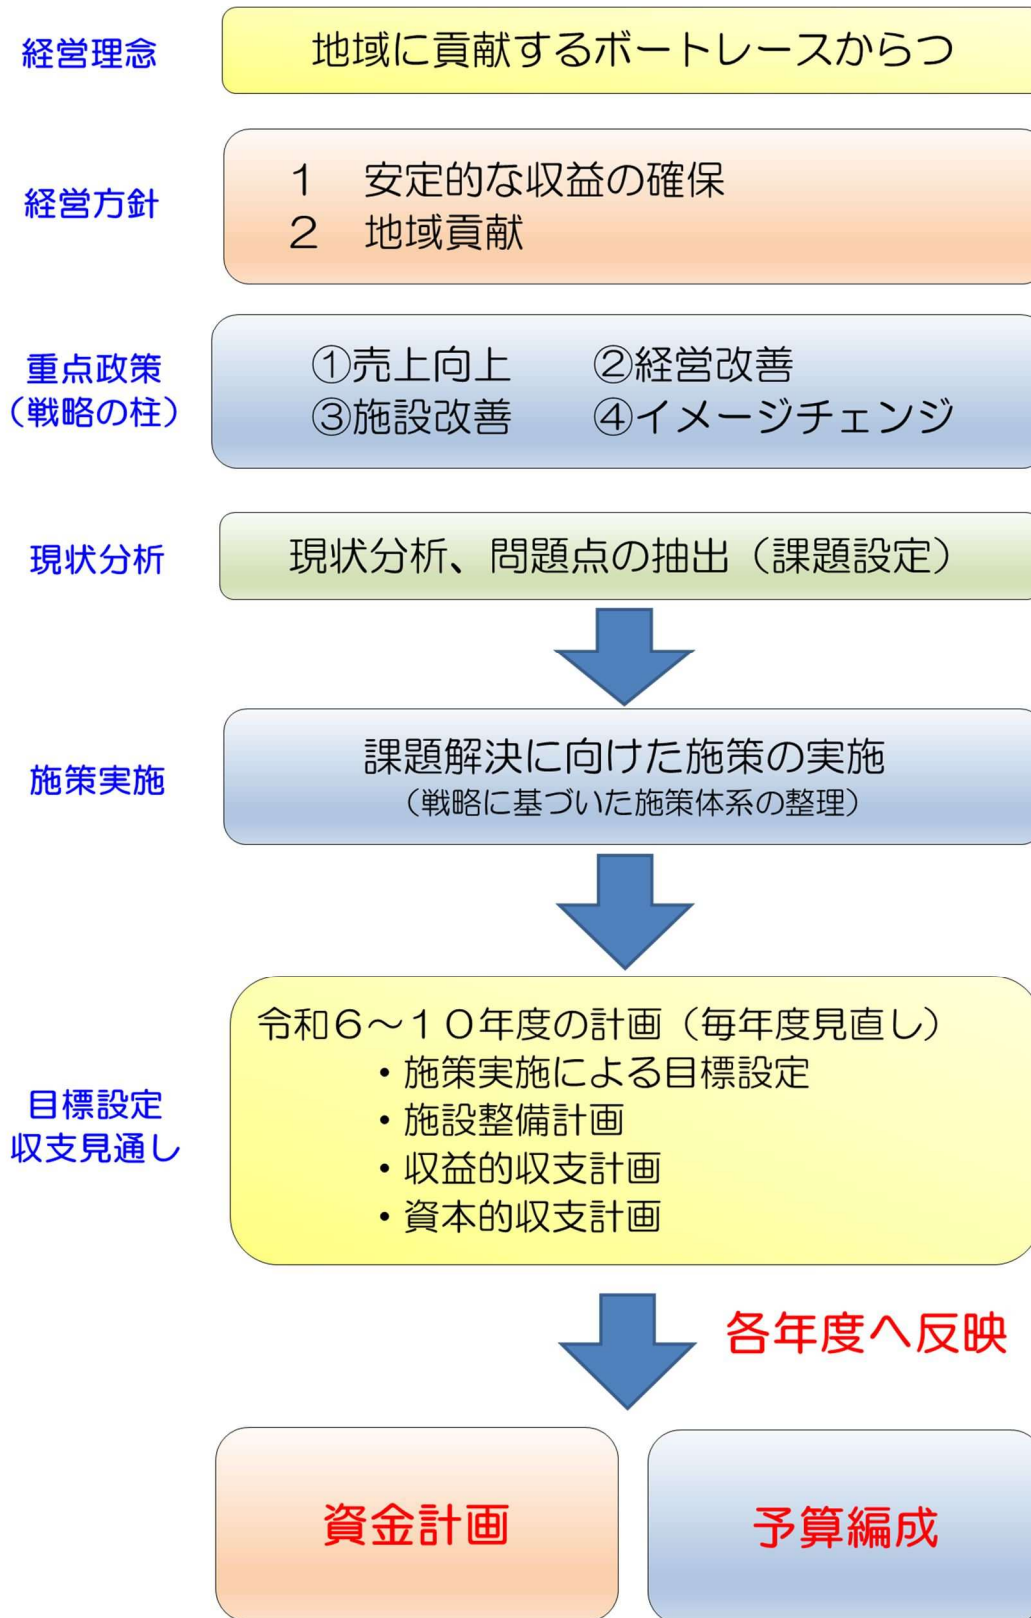 経営理念
地域に貢献するボートレースからつ
経営方針
１　安定的な収益の確保
２　地域貢献
重点政策
（戦略の柱）
①売上向上　　②経営改善
③施設改善　　④イメージチェンジ
現状分析
現状分析、問題点の抽出（課題設定）
施策実施
課題解決に向けた施策の実施
（戦略に基づいた施策体系の整理）
目標設定
収支見通し
令和６～１０年度の計画（毎年度見直し）
・施策実施による目標設定
・施設整備計画
・収益的収支計画
・資本的収支計画
各年度へ反映
資金計画
予算編成